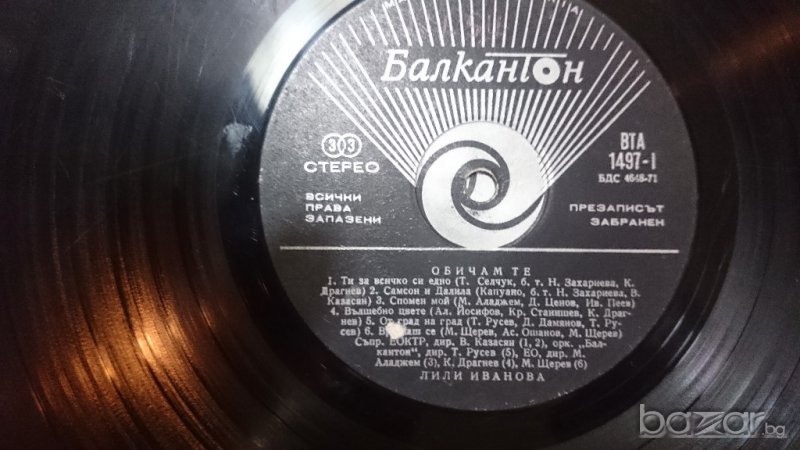 Балкантон
33
СТЕРЕО
ВСИЧКИ
ПРАВА
ЗАПАЗЕНИ
ВТА
1497-I
БДС 4648-71
ПРЕЗАПИСЪТ
ЗАБРАНЕН
ОБИЧАМ ТЕ
1. Ти за всичко си едно (Т. Селчук, б. т. Н. Захариева, К.
Драгнев) 2. Самсон и Далила (Капуано, б. т. Н. Захариева, В.
Казасян) 3. Спомен мой (М. Аладжем, Д. Ценов, Ив. Пеев)
4. Вълшебно цвете (Ал. Йосифов, Кр. Станишев, К. Драг-
нев) 5. От град на град (Т. Русев, Д. Дамянов, Т. Ру-
сев) 6. се (М. Щерев, Ас. Ошанов, М. Щерев)
Съпр. ЕОКТР, дир. В. Казасян (1, 2), орк. „Бал-
кантон", дир. Т. Русев (5), ЕО, дир. М.
Аладжем (3), К. Драгнев (4), М. Щерев (6)
ЛИЛИ ИВАНОВА
bazar.bg